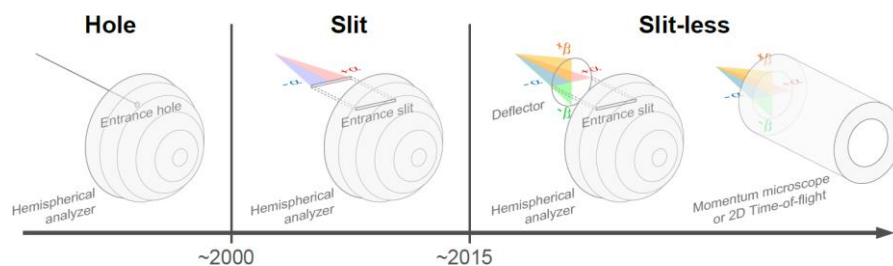 Hole
Slit
Slit-less
Entrance hole
Hemispherical
analyzer
-α
+α
Entrance slit
Hemispherical
analyzer
+β
-α
+α
-β
Deflector
Entrance slit
Hemispherical
analyzer
+β
-α
+α
-β
Momentum microscope
or 2D Time-of-flight
~2000
~2015